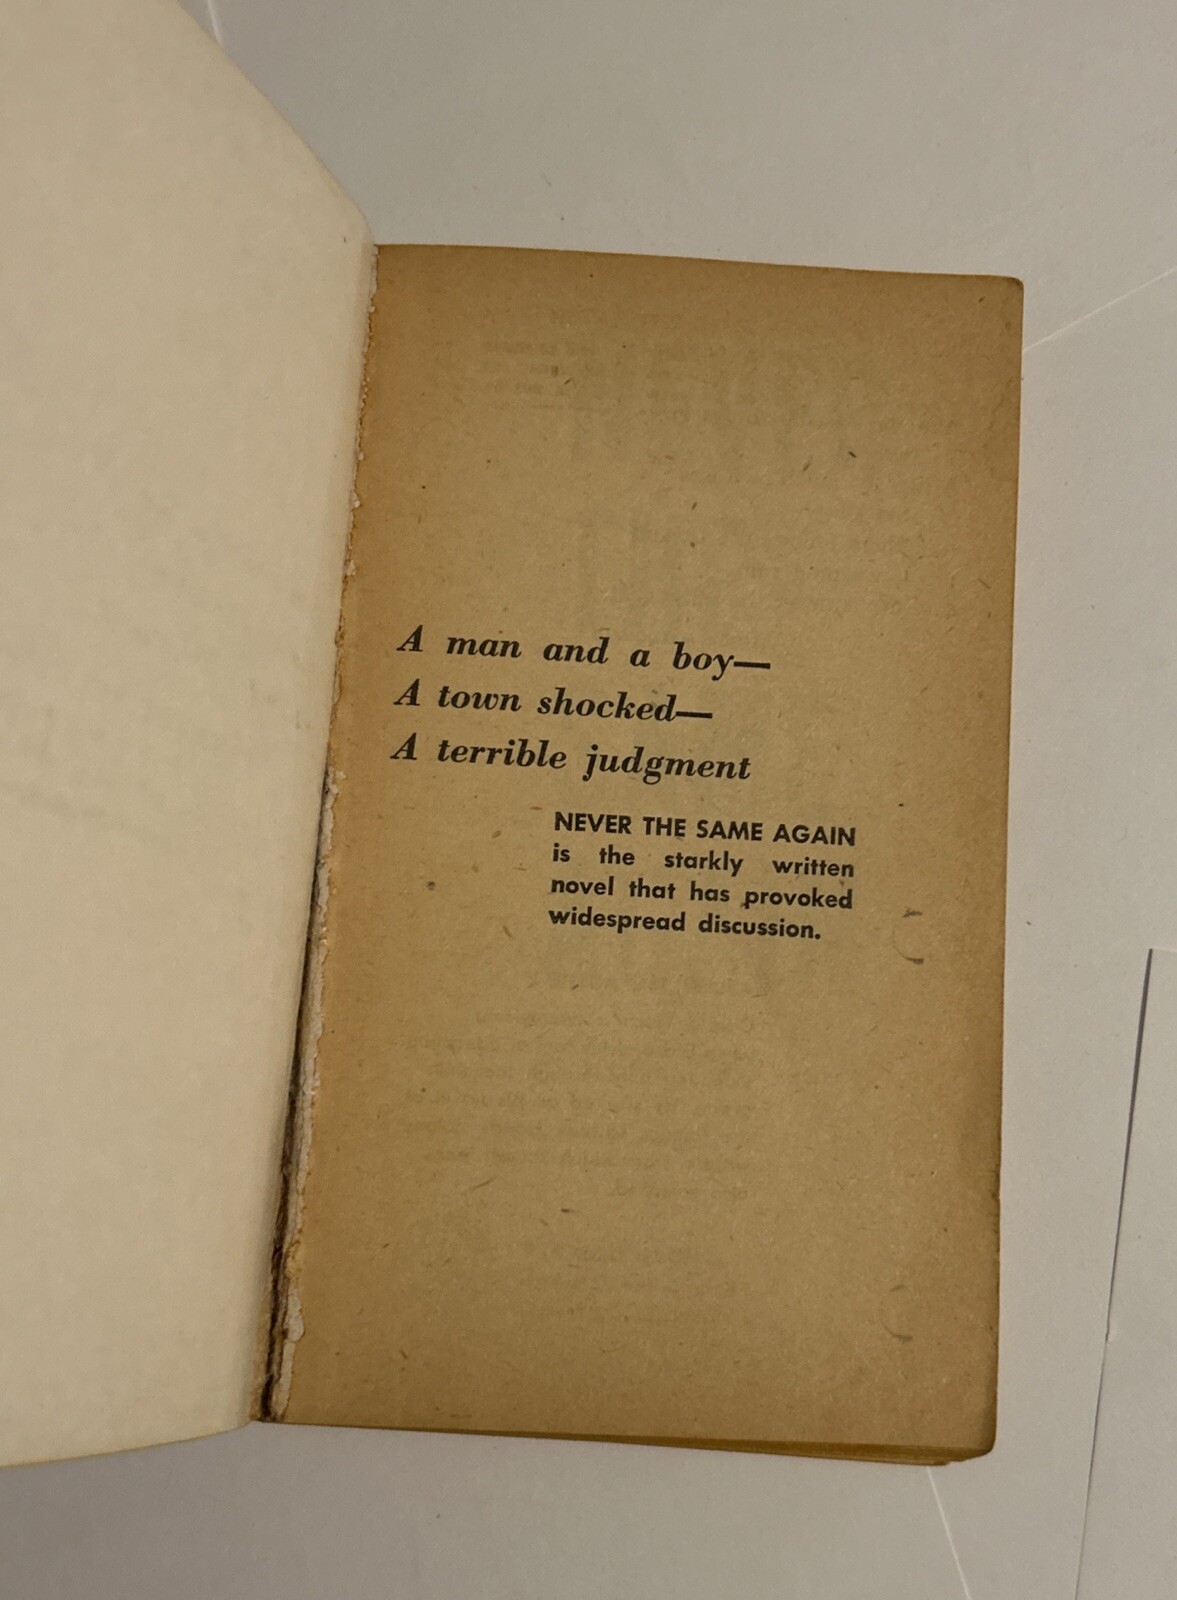 A man and a boy—
A town shocked—
A terrible judgment
NEVER THE SAME AGAIN
is the starkly written
novel that has provoked
widespread discussion.